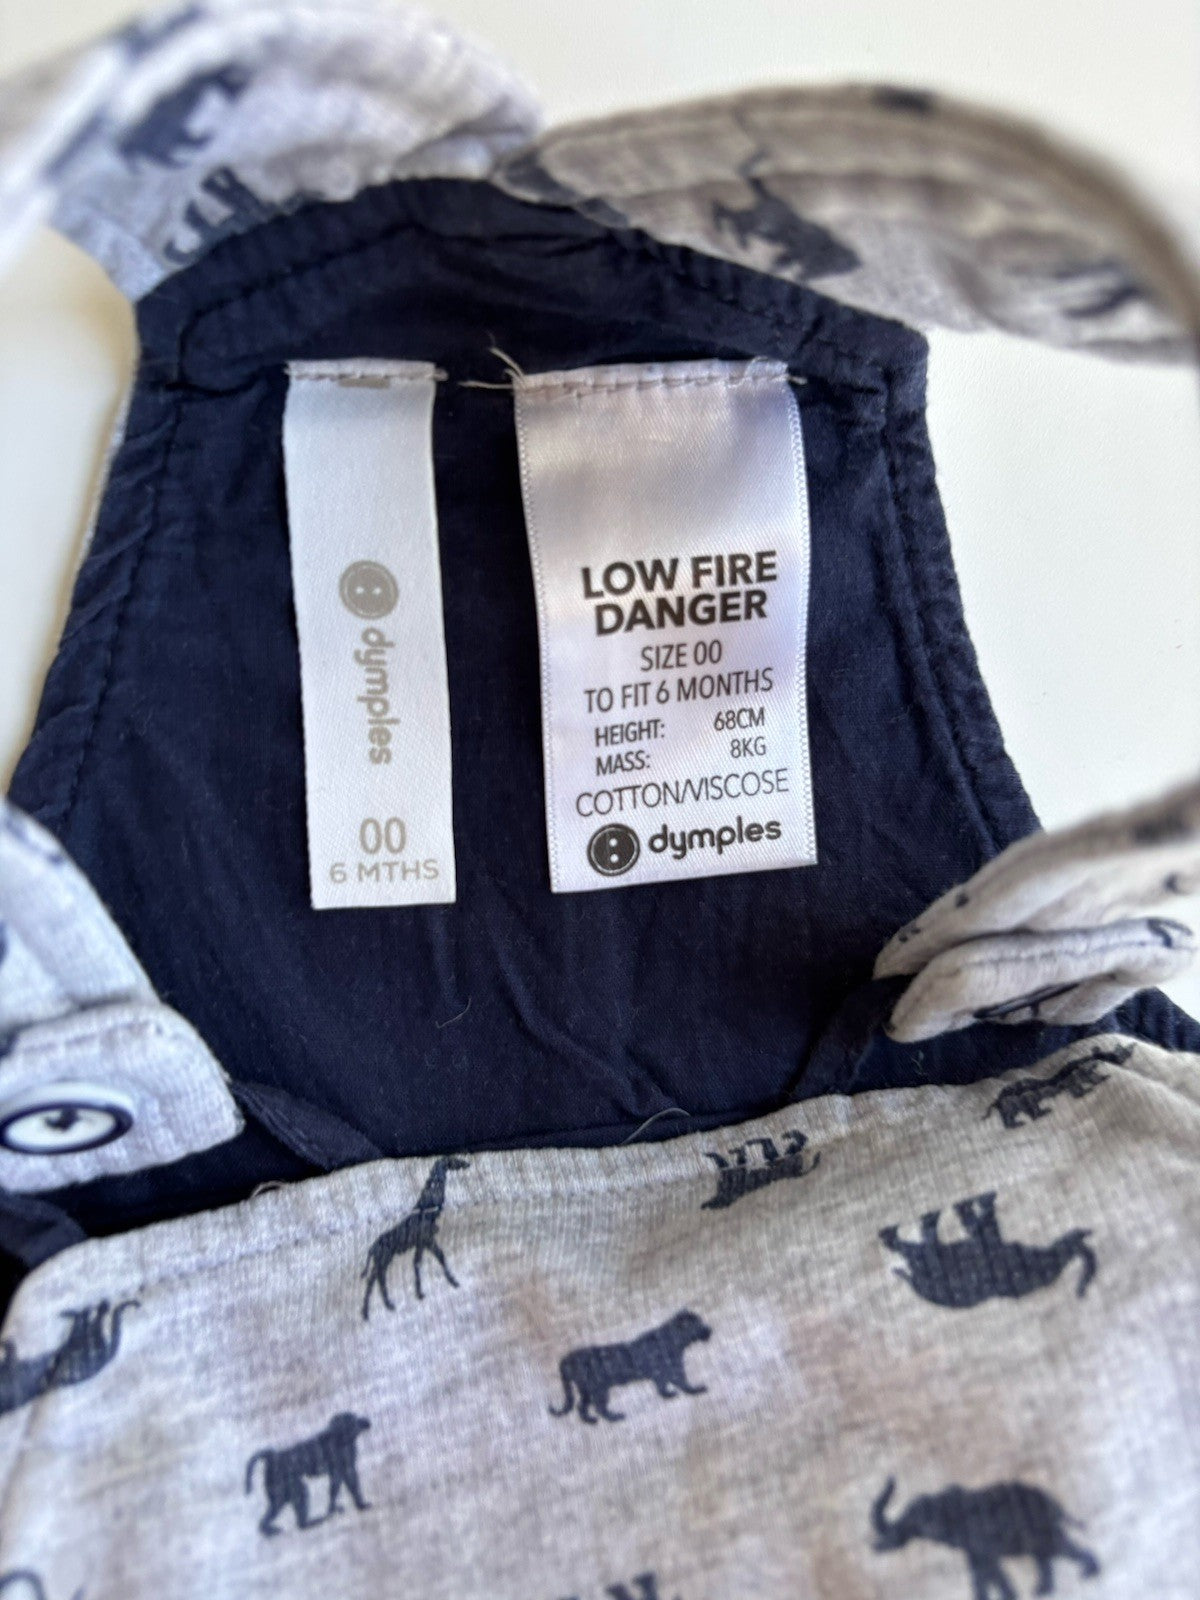 dymples
00
6 MTHS
LOW FIRE
DANGER
SIZE 00
TO FIT 6 MONTHS
HEIGHT: 68CM
MASS: 8KG
COTTON/VISCOSE
dymples